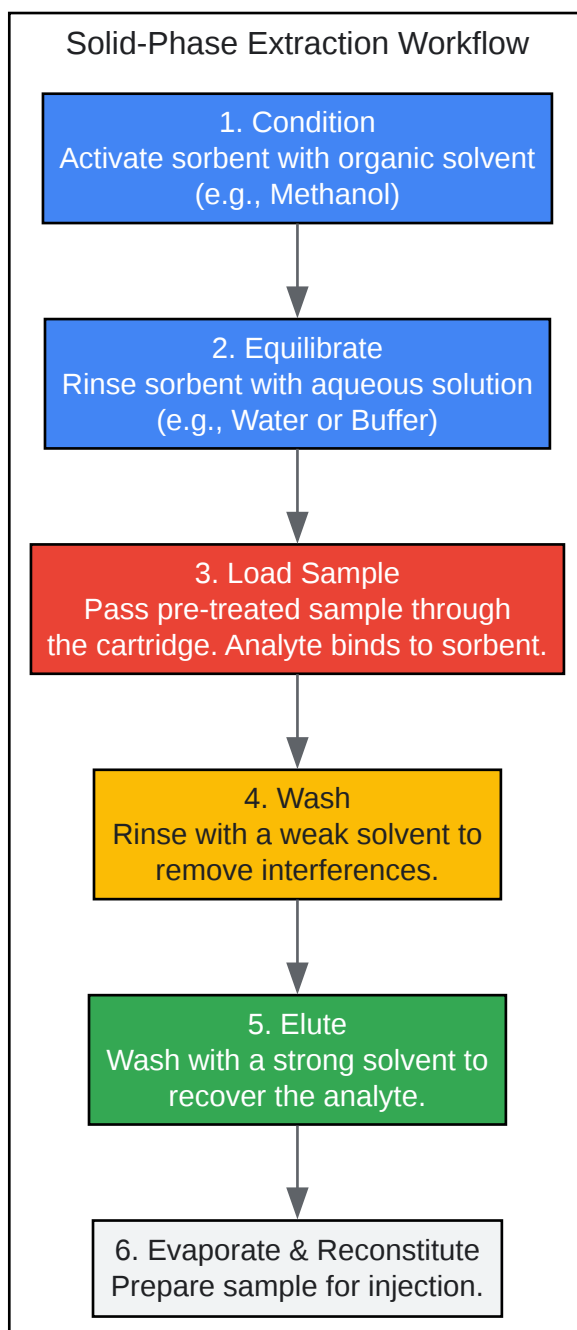 Solid-Phase Extraction Workflow
1. Condition
Activate sorbent with organic solvent
(e.g., Methanol)
2. Equilibrate
Rinse sorbent with aqueous solution
(e.g., Water or Buffer)
3. Load Sample
Pass pre-treated sample through
the cartridge. Analyte binds to sorbent.
4. Wash
Rinse with a weak solvent to
remove interferences.
5. Elute
Wash with a strong solvent to
recover the analyte.
6. Evaporate & Reconstitute
Prepare sample for injection.